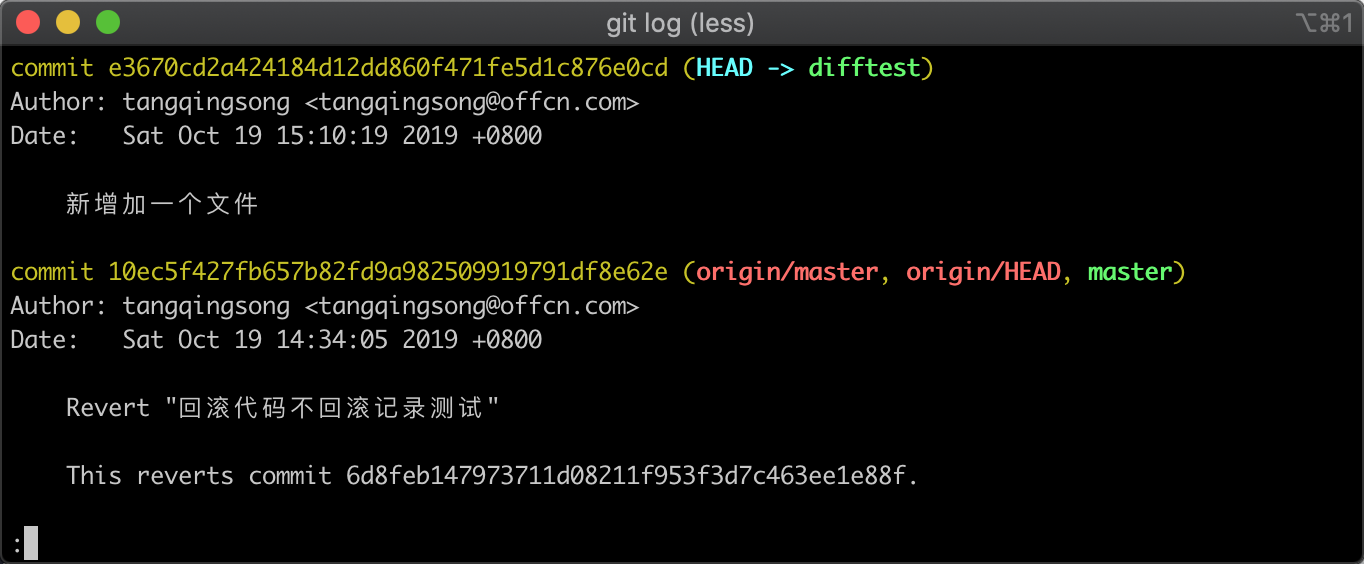 git log (less)
⌥⌘1
commit e3670cd2a424184d12dd860f471fe5d1c876e0cd (HEAD -> difftest)
Author: tangqingsong <tangqingsong@offcn.com>
Date:   Sat Oct 19 15:10:19 2019 +0800
新增加一个文件
commit 10ec5f427fb657b82fd9a982509919791df8e62e (origin/master, origin/HEAD, master)
Author: tangqingsong <tangqingsong@offcn.com>
Date:   Sat Oct 19 14:34:05 2019 +0800
Revert "回滚代码不回滚记录测试"
This reverts commit 6d8feb147973711d08211f953f3d7c463ee1e88f.
: